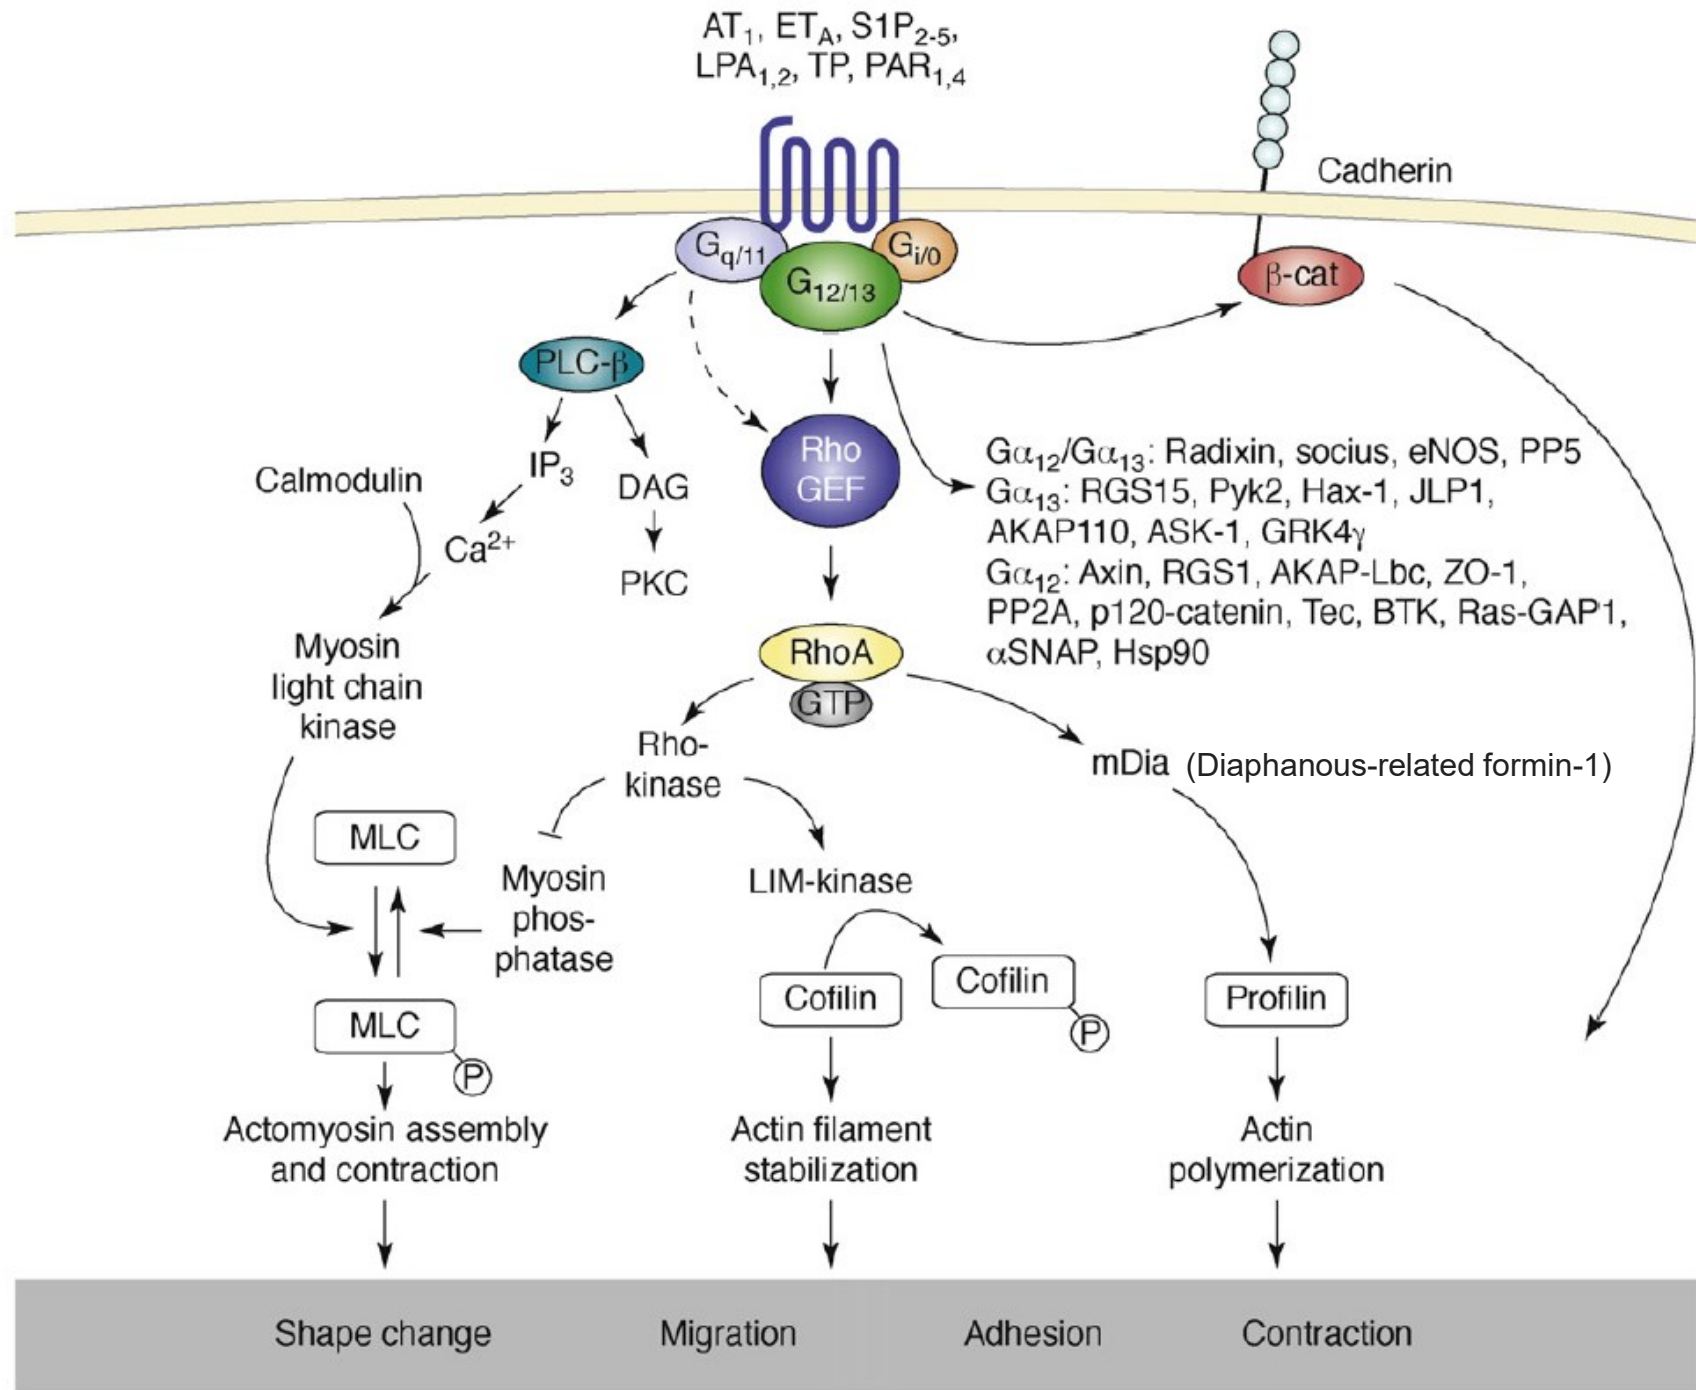 AT1, ETA, S1P2-5,
LPA1,2, TP, PAR1,4
Cadherin
Gq/11
G12/13
Gi/0
β-cat
PLC-β
Rho
GEF
IP3
DAG
Calmodulin
Ca2+
PKC
Gα12/Gα13: Radixin, socius, eNOS, PP5
Gα13: RGS15, Pyk2, Hax-1, JLP1,
AKAP110, ASK-1, GRK4γ
Gα12: Axin, RGS1, AKAP-Lbc, ZO-1,
PP2A, p120-catenin, Tec, BTK, Ras-GAP1,
αSNAP, Hsp90
Myosin
light chain
kinase
RhoA
GTP
Rho-
kinase
mDia (Diaphanous-related formin-1)
MLC
Myosin
phos-
phatase
LIM-kinase
Cofilin
Cofilin
P
Profilin
MLC
P
Actomyosin assembly
and contraction
Actin filament
stabilization
Actin
polymerization
Shape change Migration Adhesion Contraction